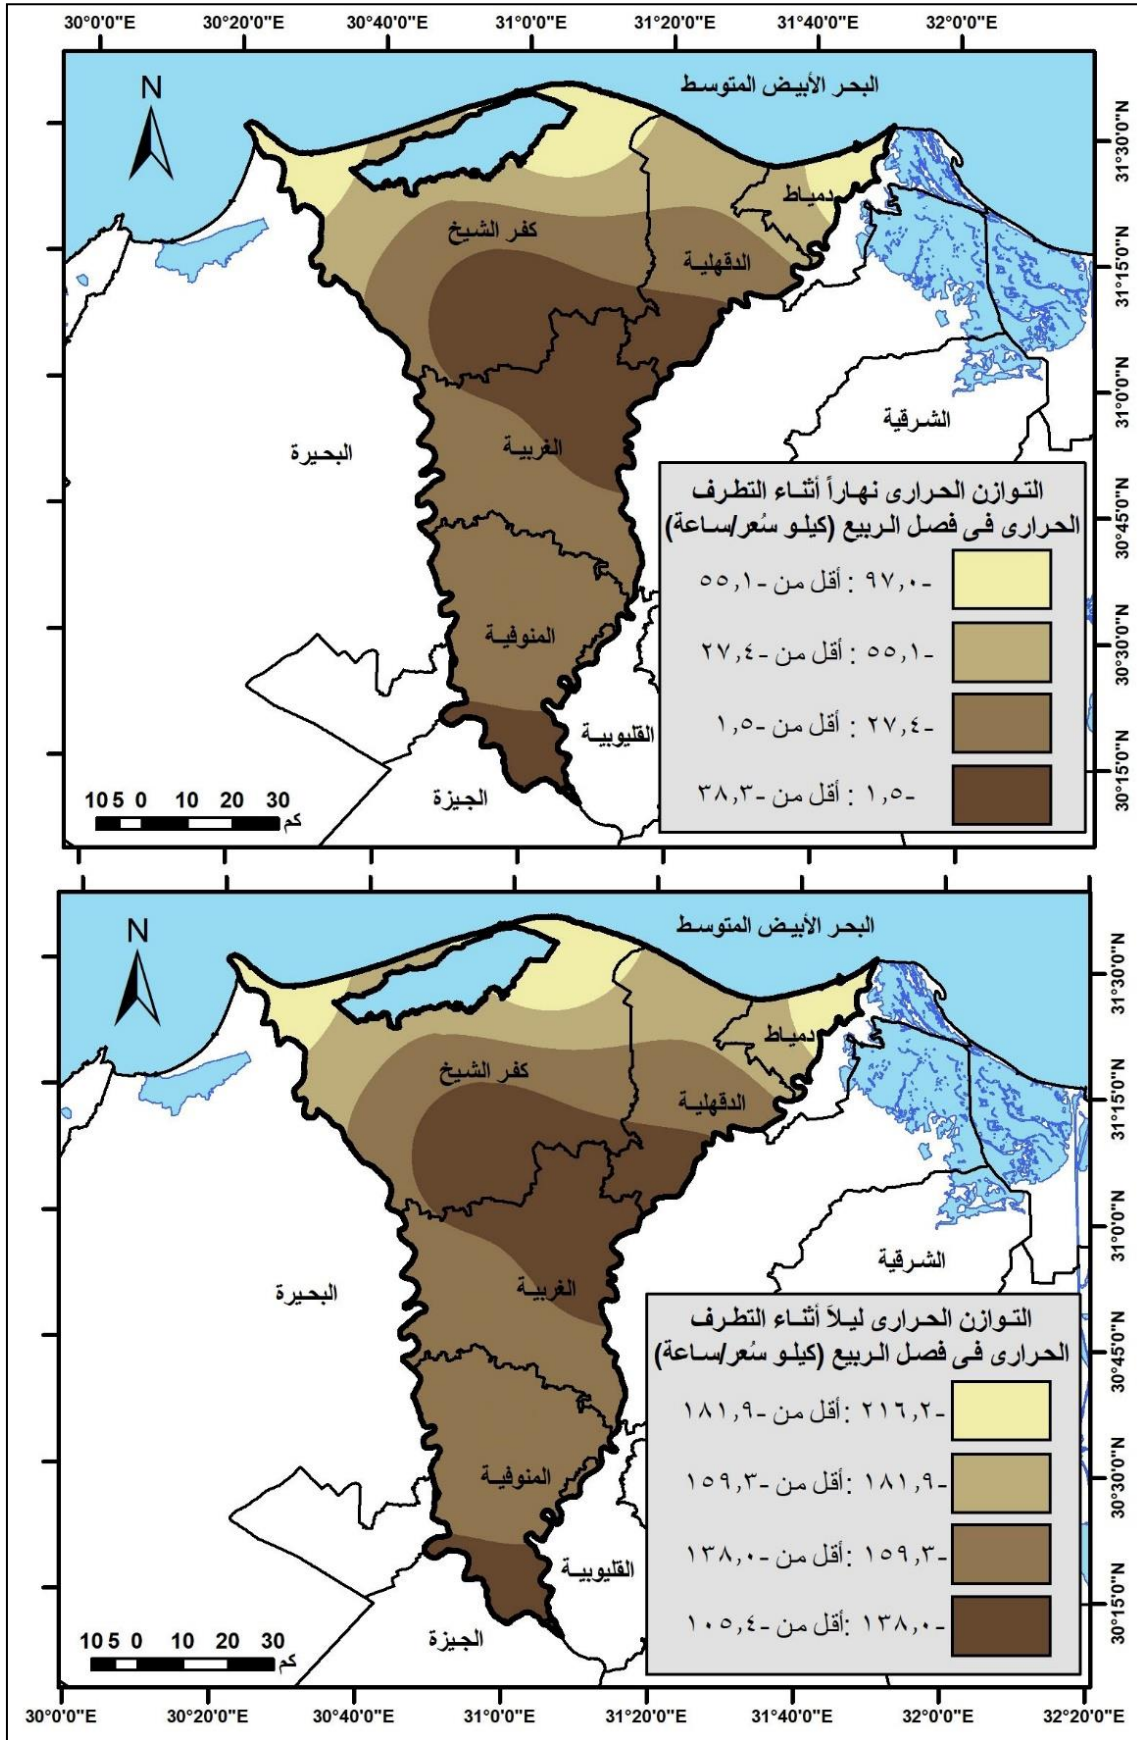 30°0'0"E 30°20'0"E 30°40'0"E 31°0'0"E 31°20'0"E 31°40'0"E 32°0'0"E
N
البحر الأبيض المتوسط
31°30'0"N
دمياط
كفر الشيخ
الدقهلية
31°15'0"N
31°0'0"N
الشرقية
الغربية
البحيرة
30°45'0"N
التوازن الحرارى نهاراً أثناء التطرف
الحرارى فى فصل الربيع (كيلو سُعر/ساعة)
-٩٧,٠ : أقل من -٥٥,١
-٥٥,١ : أقل من -٢٧,٤
-٢٧,٤ : أقل من -١,٥
-١,٥ : أقل من -٣٨,٣
المنوفية
30°30'0"N
القليوبية
30°15'0"N
الجيزة
10 5 0 10 20 30
كم
N
البحر الأبيض المتوسط
31°30'0"N
دمياط
كفر الشيخ
الدقهلية
31°15'0"N
31°0'0"N
الشرقية
الغربية
البحيرة
30°45'0"N
التوازن الحرارى ليلاً أثناء التطرف
الحرارى فى فصل الربيع (كيلو سُعر/ساعة)
-٢١٦,٢ : أقل من -١٨١,٩
-١٨١,٩ : أقل من -١٥٩,٣
-١٥٩,٣ : أقل من -١٣٨,٠
-١٣٨,٠ : أقل من -١٠٥,٤
المنوفية
30°30'0"N
القليوبية
30°15'0"N
الجيزة
10 5 0 10 20 30
كم
30°0'0"E 30°20'0"E 30°40'0"E 31°0'0"E 31°20'0"E 31°40'0"E 32°0'0"E 32°20'0"E